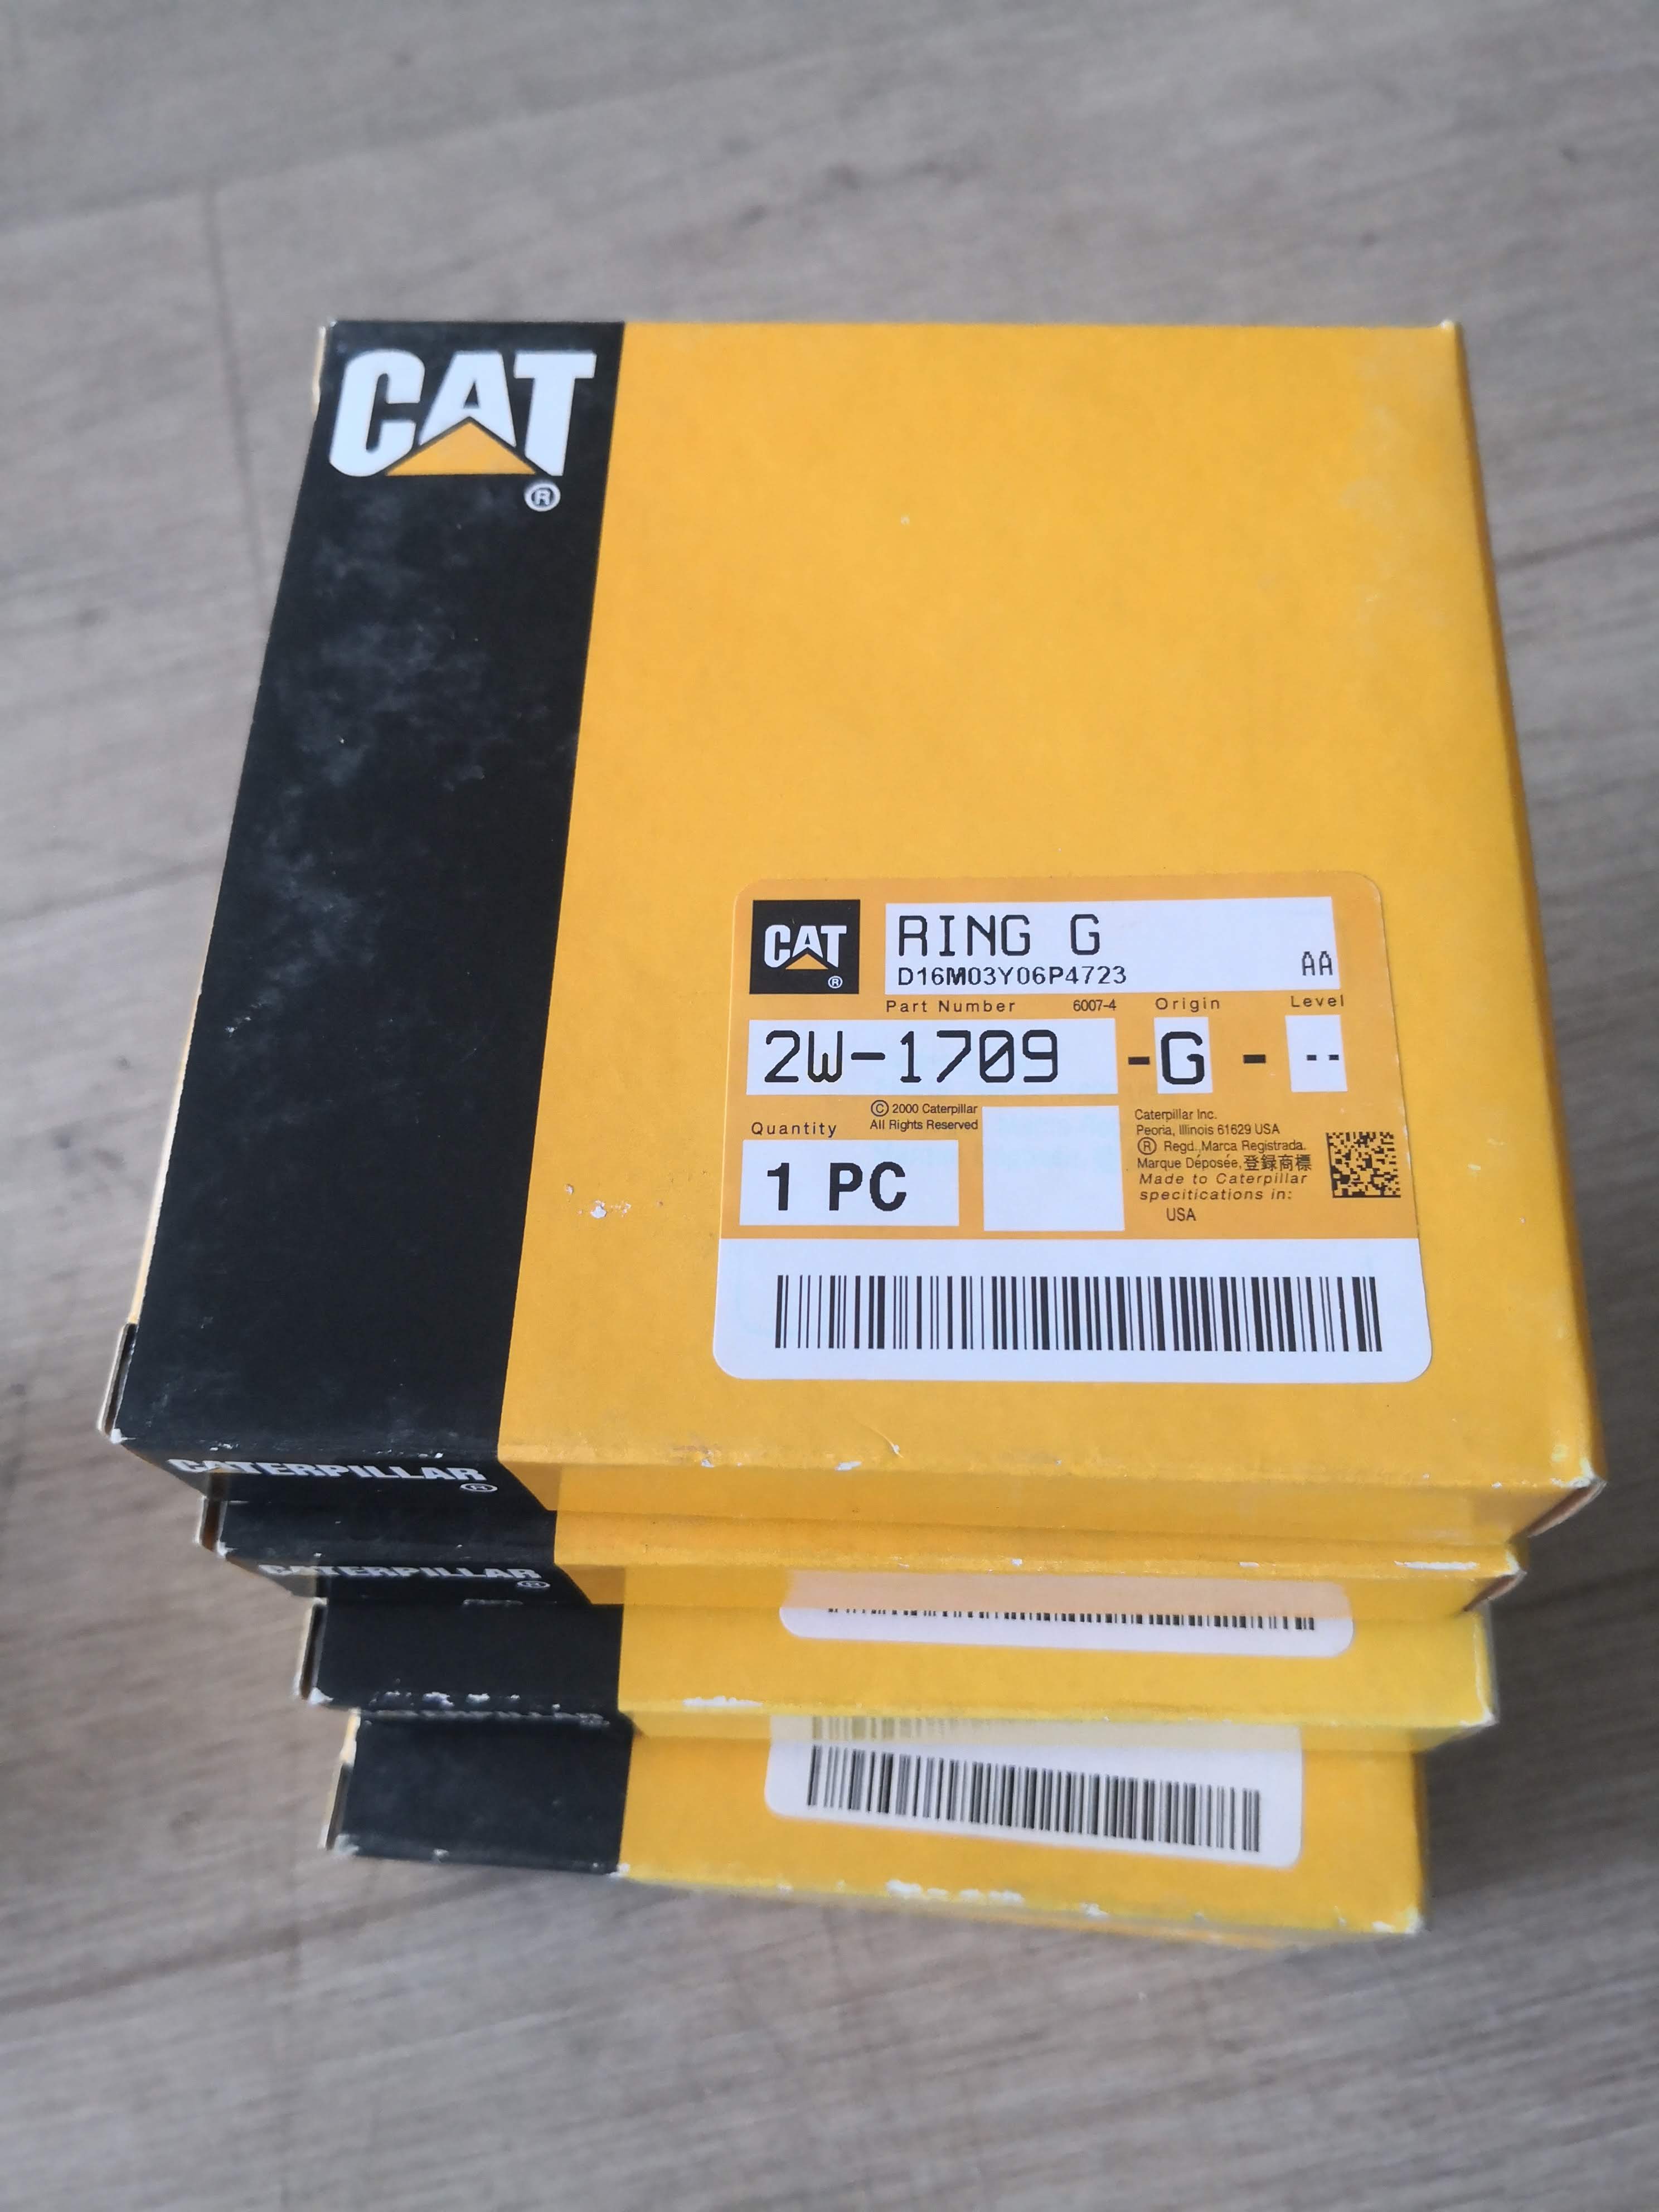 CAT
®
CAT
®
RING G
D16M03Y06P4723
AA
Part Number 6007-4 Origin Level
2W-1709 -G - --
Quantity
© 2000 Caterpillar
All Rights Reserved
1 PC
Caterpillar Inc.
Peoria, Illinois 61629 USA
® Regd.,Marca Registrada.
Marque Déposée,登録商標
Made to Caterpillar
specifications in:
USA
CATERPILLAR
®
CATERPILLAR
®
CATERPILLAR